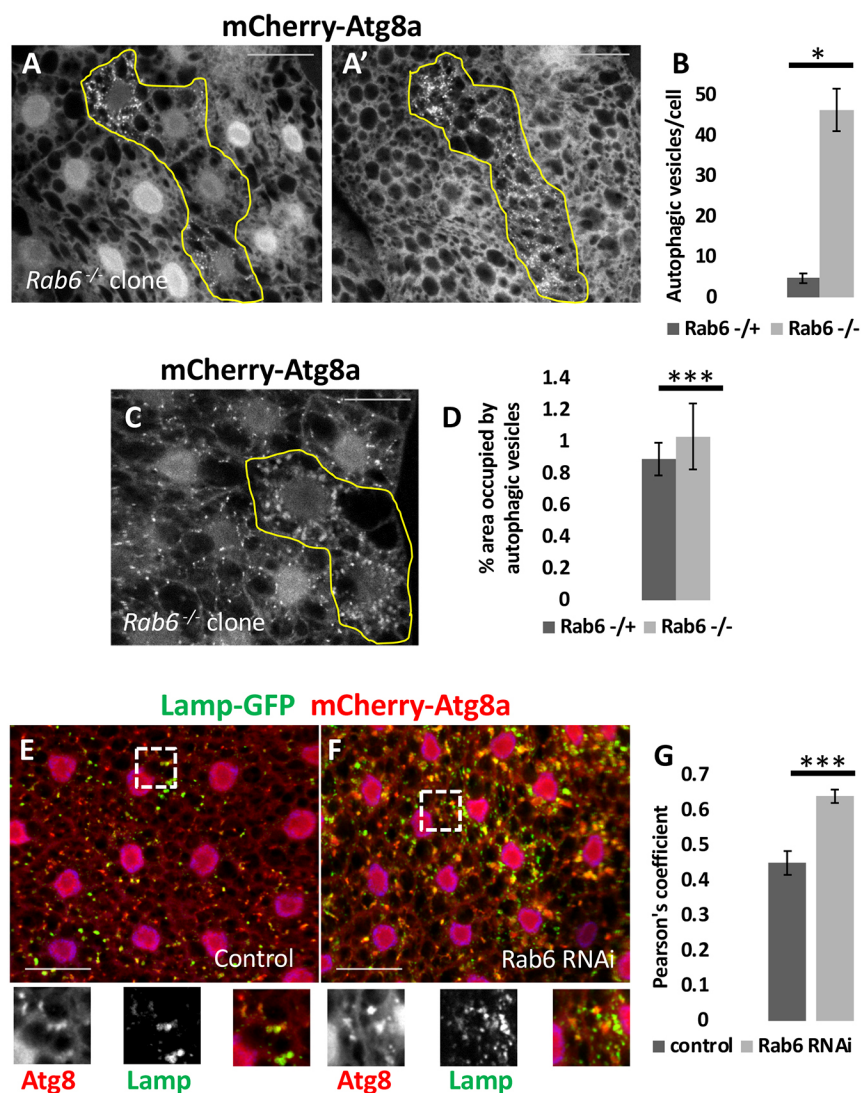 mCherry-Atg8a
A
A'
B
*
Autophagic vesicles/cell
50
40
30
20
10
0
Rab6 -/- clone
Rab6 -/+ Rab6 -/-
mCherry-Atg8a
C
D
***
% area occupied by
autophagic vesicles
1.4
1.2
1
0.8
0.6
0.4
0.2
0
Rab6 -/- clone
Rab6 -/+ Rab6 -/-
Lamp-GFP mCherry-Atg8a
E
F
G
***
Pearson's coefficient
0.7
0.6
0.5
0.4
0.3
0.2
0.1
0
Control
Rab6 RNAi
control Rab6 RNAi
Atg8 Lamp
Atg8 Lamp